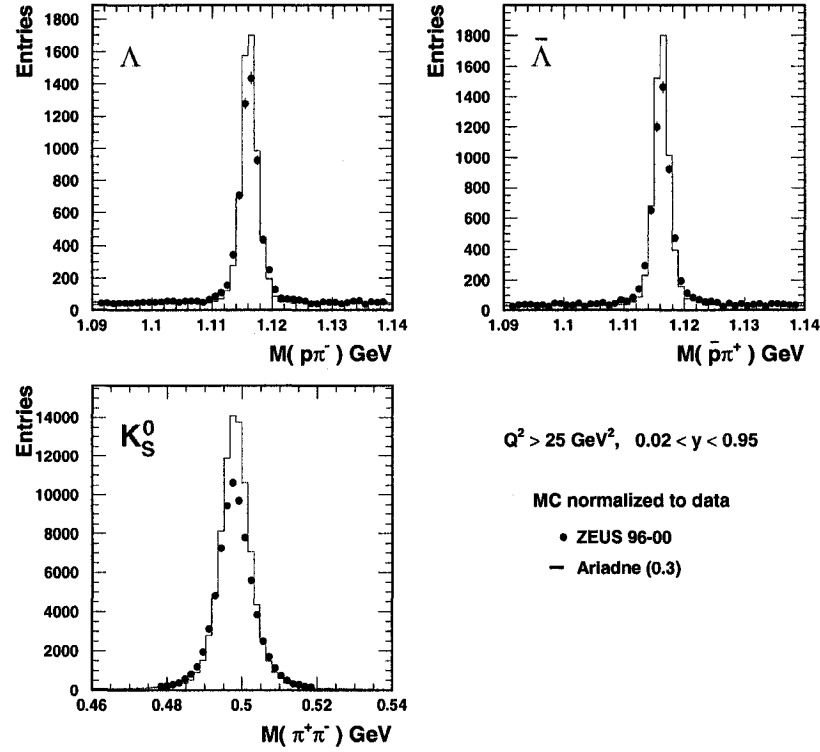 Entries
1800
1600
1400
1200
1000
800
600
400
200
0
Λ
1.09 1.1 1.11 1.12 1.13 1.14
M( pπ⁻ ) GeV
Entries
1800
1600
1400
1200
1000
800
600
400
200
0
Λ̄
1.09 1.1 1.11 1.12 1.13 1.14
M( p̄π⁺ ) GeV
Entries
14000
12000
10000
8000
6000
4000
2000
0
K⁰_S
0.46 0.48 0.5 0.52 0.54
M( π⁺π⁻ ) GeV
Q² > 25 GeV², 0.02 < y < 0.95
MC normalized to data
ZEUS 96-00
Ariadne (0.3)